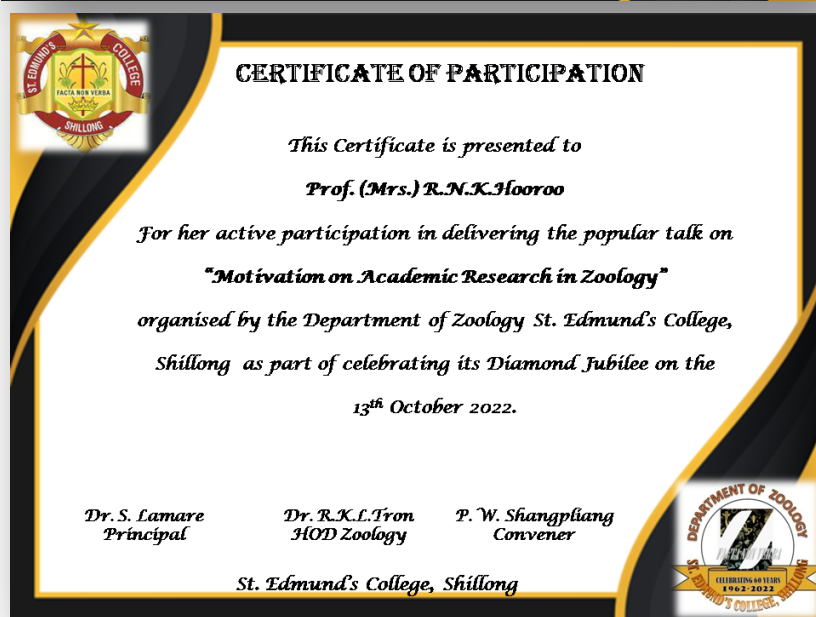 ST. EDMUND'S COLLEGE
FACTA NON VERBA
SHILLONG
CERTIFICATE OF PARTICIPATION
This Certificate is presented to
Prof. (Mrs.) R.N.K.Hooroo
For her active participation in delivering the popular talk on
“Motivation on Academic Research in Zoology”
organised by the Department of Zoology St. Edmund's College,
Shillong as part of celebrating its Diamond Jubilee on the
13th October 2022.
Dr. S. Lamare
Principal
Dr. R.K.L.Tron
HOD Zoology
P. W. Shangpliang
Convener
St. Edmund's College, Shillong
DEPARTMENT OF ZOOLOGY
Z
FACTA NON VERBA
CELEBRATING 60 YEARS
1962-2022
ST. EDMUND'S COLLEGE, SHILLONG